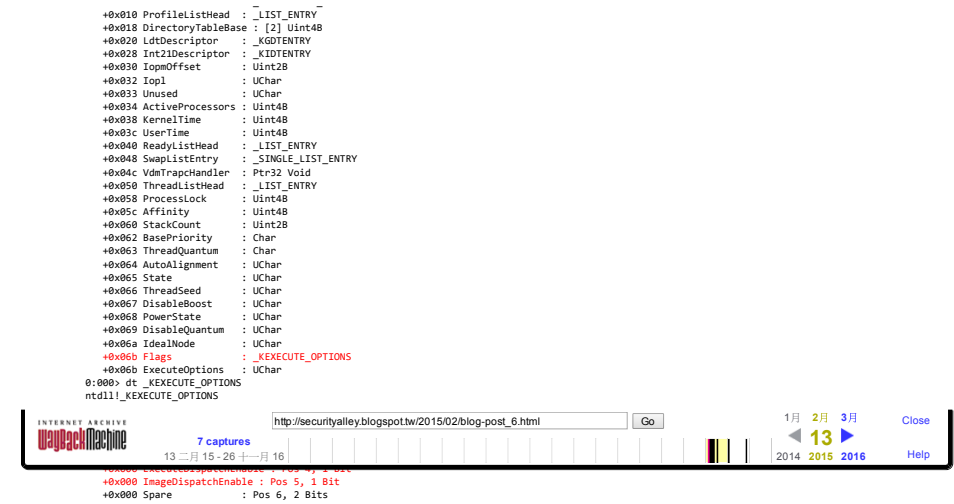 +0x010 ProfileListHead : _LIST_ENTRY
+0x018 DirectoryTableBase : [2] Uint4B
+0x020 LdtDescriptor : _KGDTENTRY
+0x028 Int21Descriptor : _KIDTENTRY
+0x030 IopmOffset : Uint2B
+0x032 Iopl : UChar
+0x033 Unused : UChar
+0x034 ActiveProcessors : Uint4B
+0x038 KernelTime : Uint4B
+0x03c UserTime : Uint4B
+0x040 ReadyListHead : _LIST_ENTRY
+0x048 SwapListEntry : _SINGLE_LIST_ENTRY
+0x04c VdmTrapcHandler : Ptr32 Void
+0x050 ThreadListHead : _LIST_ENTRY
+0x058 ProcessLock : Uint4B
+0x05c Affinity : Uint4B
+0x060 StackCount : Uint2B
+0x062 BasePriority : Char
+0x063 ThreadQuantum : Char
+0x064 AutoAlignment : UChar
+0x065 State : UChar
+0x066 ThreadSeed : UChar
+0x067 DisableBoost : UChar
+0x068 PowerState : UChar
+0x069 DisableQuantum : UChar
+0x06a IdealNode : UChar
+0x06b Flags : _KEXECUTE_OPTIONS
+0x06b ExecuteOptions : UChar
0:000> dt _KEXECUTE_OPTIONS
ntdll!_KEXECUTE_OPTIONS
INTERNET ARCHIVE
WayBackMachine
http://securityalley.blogspot.tw/2015/02/blog-post_6.html Go
7 captures
13 二月 15 - 26 十一月 16
1月 2月 3月
13
2014 2015 2016
Close
Help
+0x000 ExecuteDispatchEnable : Pos 4, 1 Bit
+0x000 ImageDispatchEnable : Pos 5, 1 Bit
+0x000 Spare : Pos 6, 2 Bits